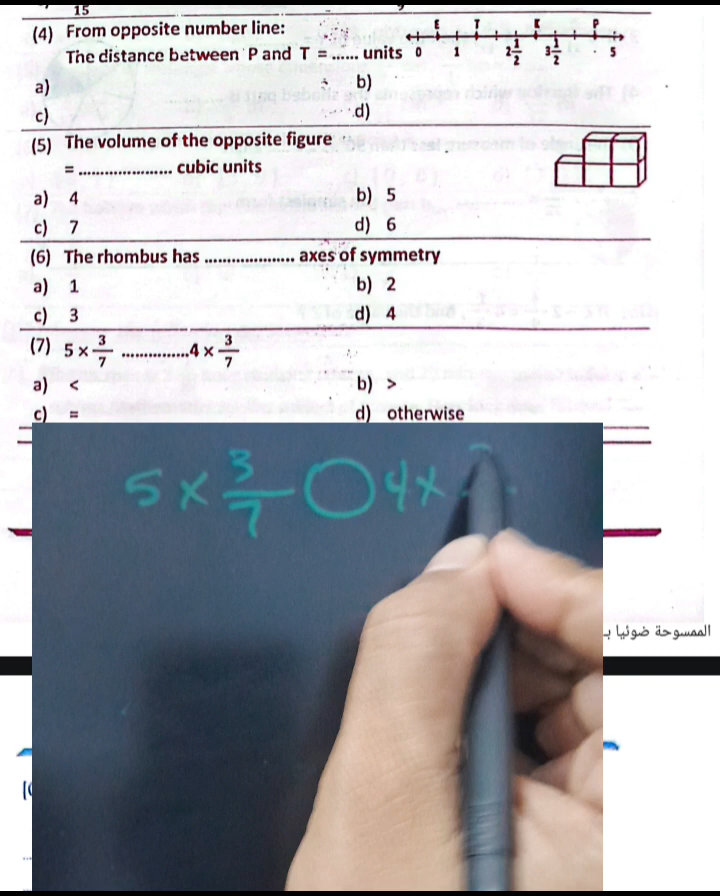 15
(4) From opposite number line:
The distance between P and T = ...... units
E T K P
0 1 2 1/2 3 1/2 5
a) b)
c) d)
(5) The volume of the opposite figure
= .................... cubic units
a) 4 b) 5
c) 7 d) 6
(6) The rhombus has .................... axes of symmetry
a) 1 b) 2
c) 3 d) 4
(7) 5 × 3/7 ................4 × 3/7
a) < b) >
c) = d) otherwise
5 × 3/7 ○ 4 ×
الممسوحة ضوئيا بـ